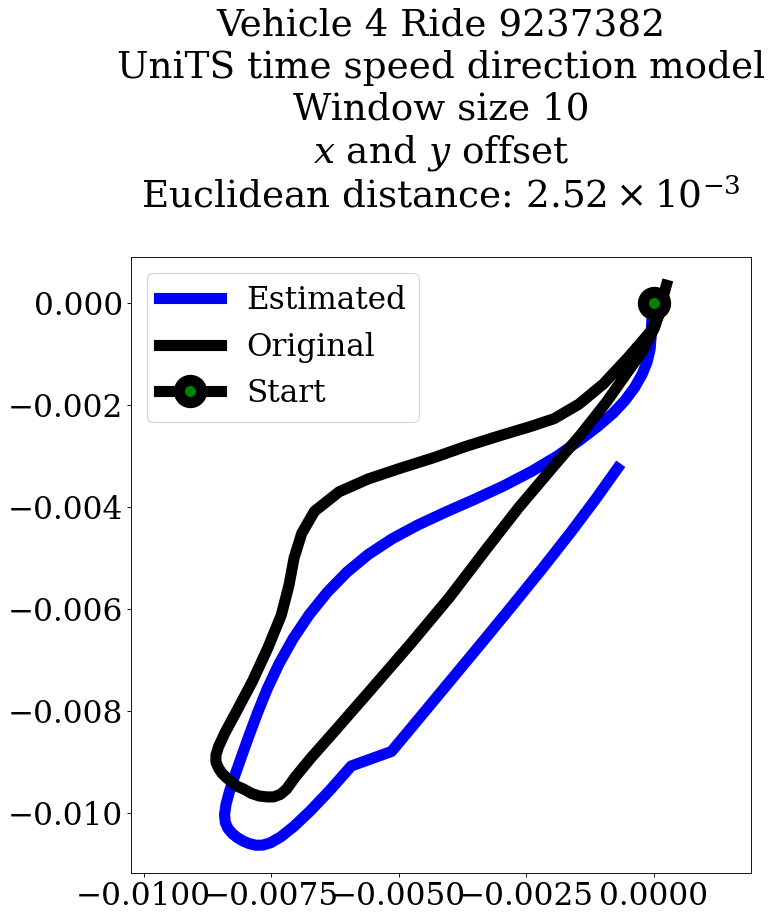 Vehicle 4 Ride 9237382
UniTS time speed direction model
Window size 10
x and y offset
Euclidean distance: 2.52 × 10⁻³
Estimated
Original
Start
0.000
−0.002
−0.004
−0.006
−0.008
−0.010
−0.0100 −0.0075 −0.0050 −0.0025 0.0000